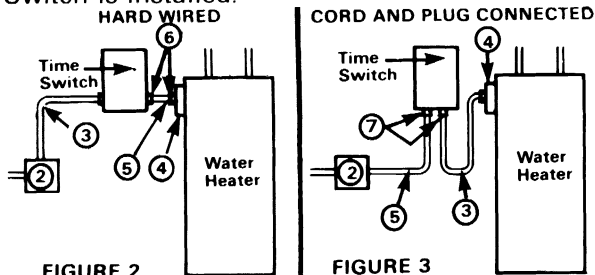 Switch is installed.
HARD WIRED
6
Time
Switch
3
5
4
2
Water
Heater
FIGURE 2
CORD AND PLUG CONNECTED
4
Time
Switch
7
2
5
3
Water
Heater
FIGURE 3